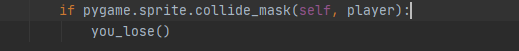 if pygame.sprite.collide_mask(self, player):
    you_lose()